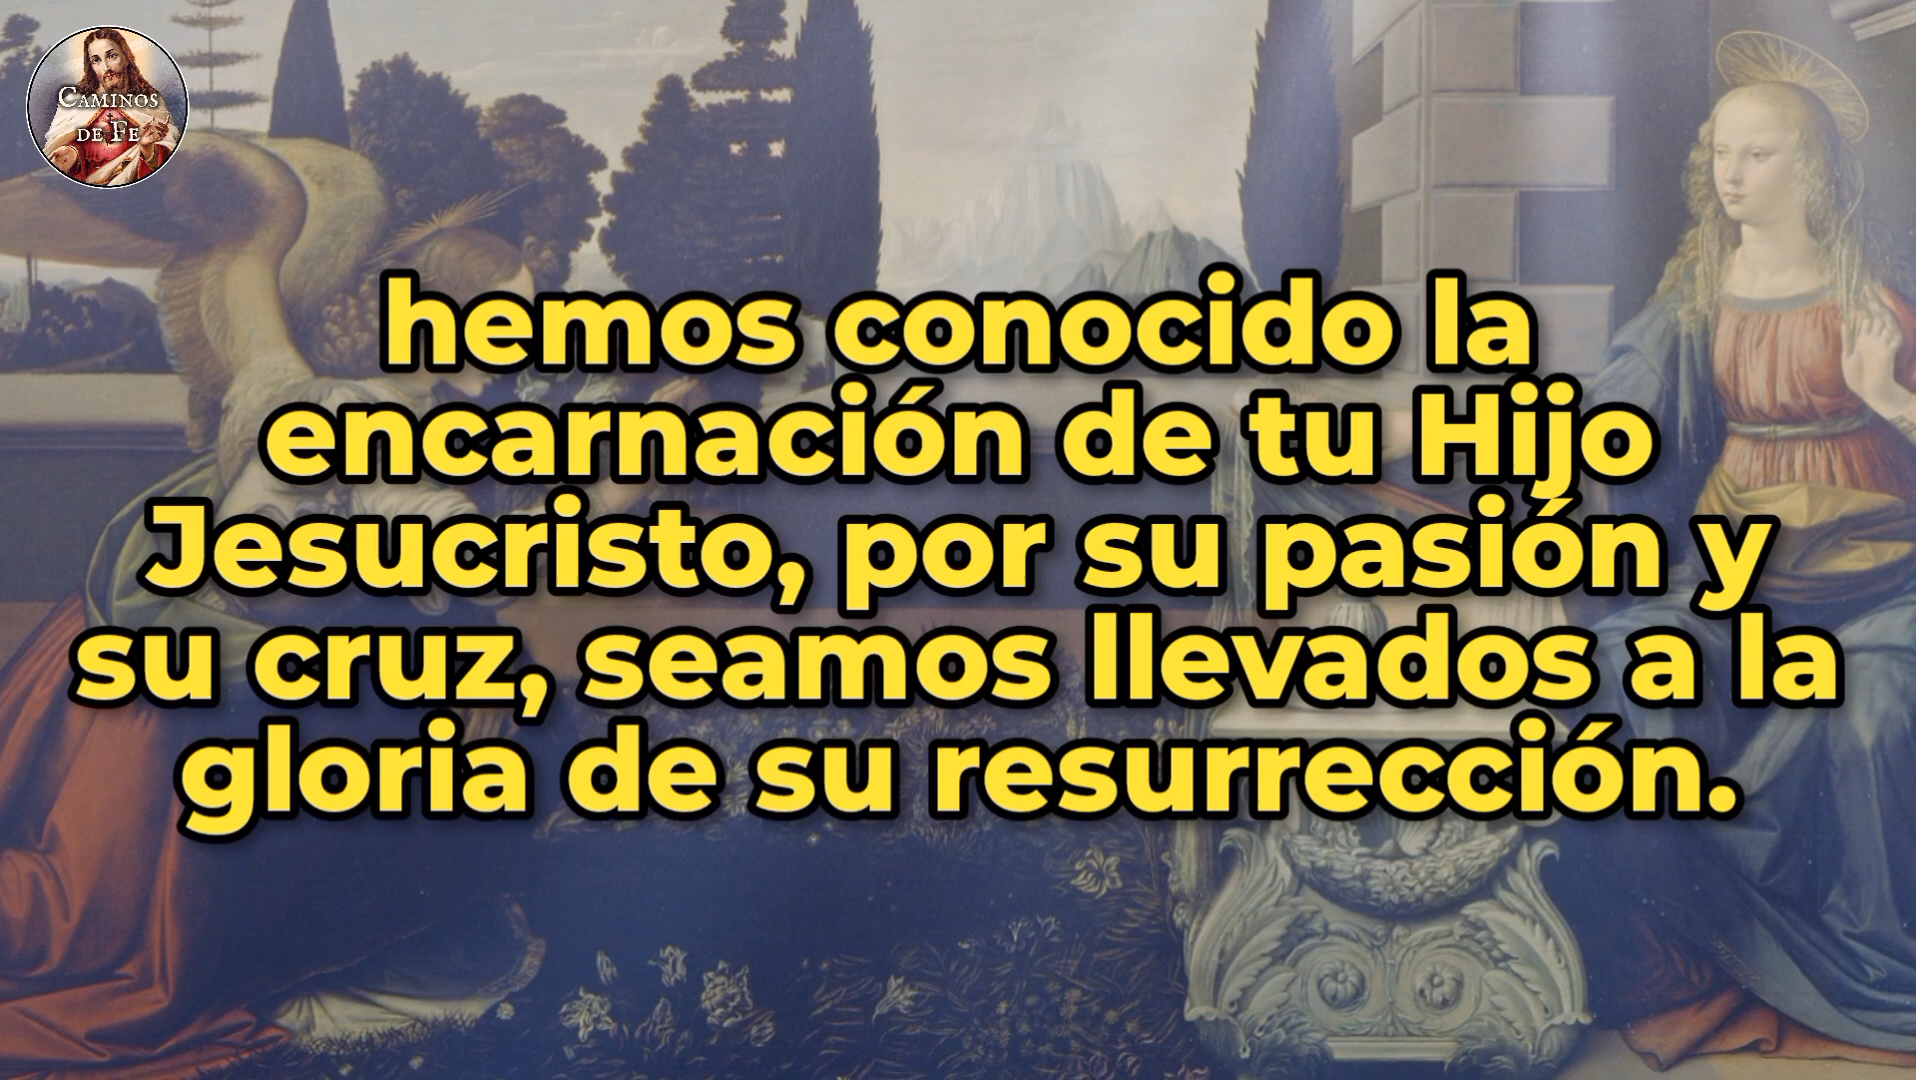 CAMINOS
DE FE
hemos conocido la
encarnación de tu Hijo
Jesucristo, por su pasión y
su cruz, seamos llevados a la
gloria de su resurrección.